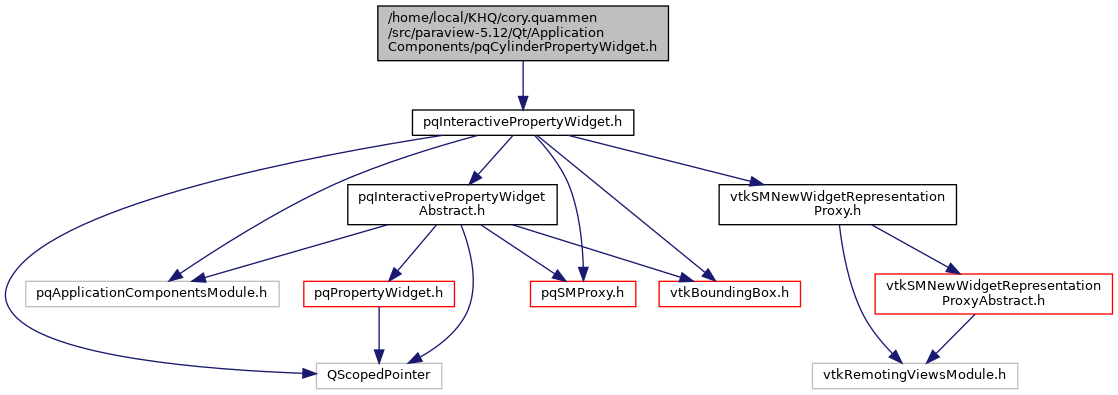 /home/local/KHQ/cory.quammen
/src/paraview-5.12/Qt/Application
Components/pqCylinderPropertyWidget.h
pqInteractivePropertyWidget.h
pqInteractivePropertyWidget
Abstract.h
vtkSMNewWidgetRepresentation
Proxy.h
pqApplicationComponentsModule.h
pqPropertyWidget.h
pqSMProxy.h
vtkBoundingBox.h
vtkSMNewWidgetRepresentation
ProxyAbstract.h
QScopedPointer
vtkRemotingViewsModule.h